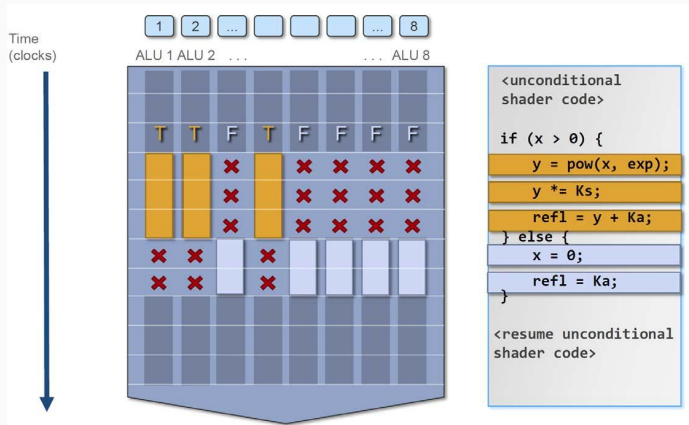 1 2 ... ... 8
Time
(clocks)
ALU 1 ALU 2 . . . . . . ALU 8
T T F T F F F F
<unconditional
shader code>
if (x > 0) {
y = pow(x, exp);
y *= Ks;
refl = y + Ka;
} else {
x = 0;
refl = Ka;
}
<resume unconditional
shader code>